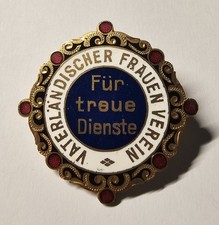 VATERLÄNDISCHER FRAUEN VEREIN
Für
treue
Dienste